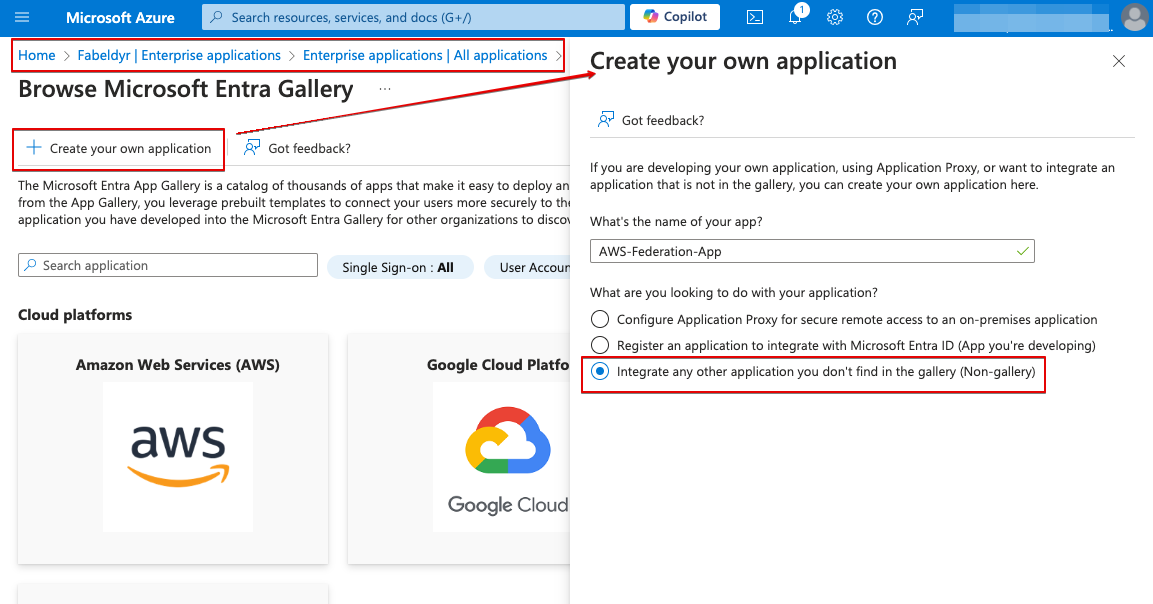 Microsoft Azure
Search resources, services, and docs (G+/)
Copilot
1
Home > Fabeldyr | Enterprise applications > Enterprise applications | All applications >
Browse Microsoft Entra Gallery ...
+ Create your own application
Got feedback?
The Microsoft Entra App Gallery is a catalog of thousands of apps that make it easy to deploy an
from the App Gallery, you leverage prebuilt templates to connect your users more securely to the
application you have developed into the Microsoft Entra Gallery for other organizations to discov
Search application
Single Sign-on : All
User Accoun
Cloud platforms
Amazon Web Services (AWS)
aws
Google Cloud Platfo
Google Cloud
Create your own application
Got feedback?
If you are developing your own application, using Application Proxy, or want to integrate an
application that is not in the gallery, you can create your own application here.
What's the name of your app?
AWS-Federation-App
What are you looking to do with your application?
Configure Application Proxy for secure remote access to an on-premises application
Register an application to integrate with Microsoft Entra ID (App you're developing)
Integrate any other application you don't find in the gallery (Non-gallery)